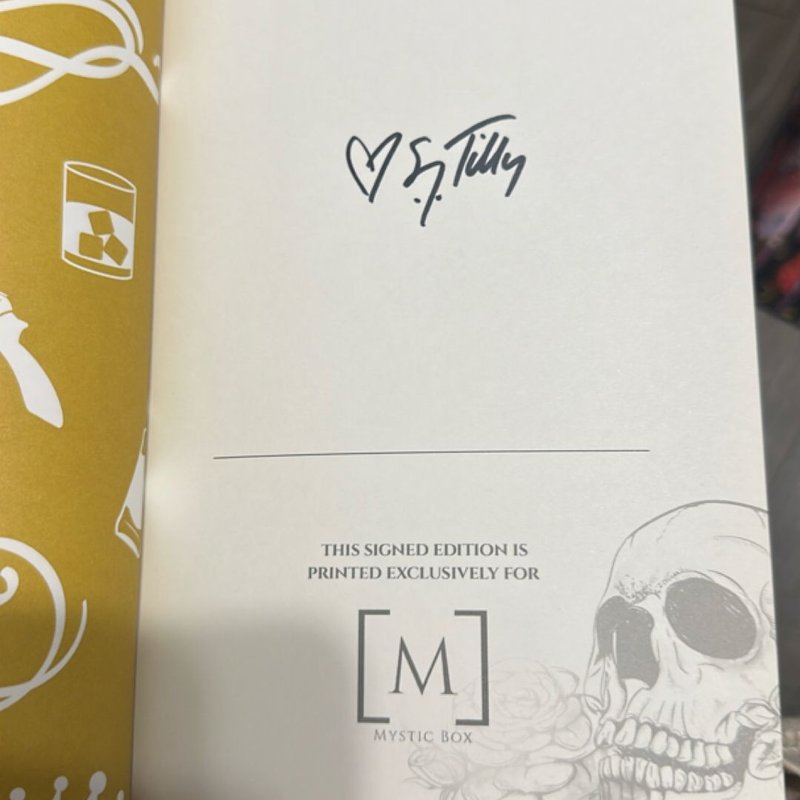 ♡ S.J. Tilly
THIS SIGNED EDITION IS
PRINTED EXCLUSIVELY FOR
[M]
MYSTIC BOX